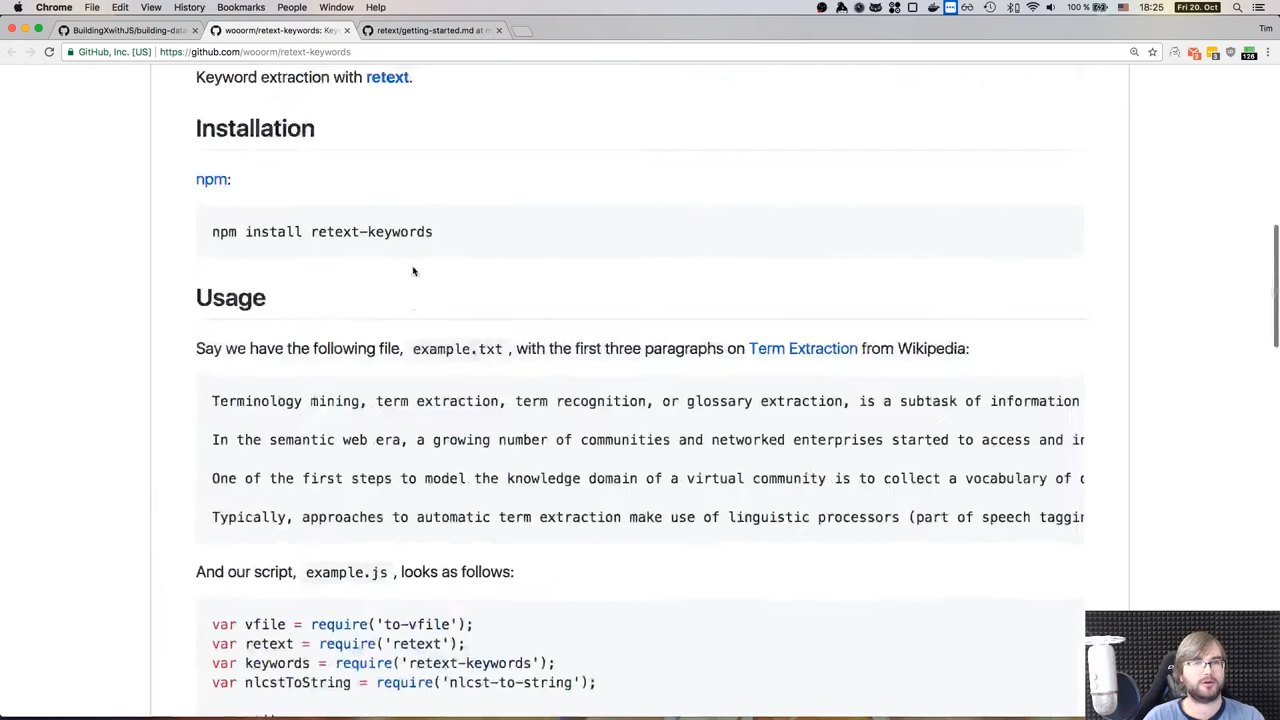 Chrome File Edit View History Bookmarks People Window Help 100 % 18:25 Fri 20. Oct
BuildingXwithJS/building-data × wooorm/retext-keywords: Key × retext/getting-started.md at m × Tim
GitHub, Inc. [US] https://github.com/wooorm/retext-keywords
Keyword extraction with retext.
Installation
npm:
npm install retext-keywords
Usage
Say we have the following file, example.txt , with the first three paragraphs on Term Extraction from Wikipedia:
Terminology mining, term extraction, term recognition, or glossary extraction, is a subtask of information
In the semantic web era, a growing number of communities and networked enterprises started to access and in
One of the first steps to model the knowledge domain of a virtual community is to collect a vocabulary of
Typically, approaches to automatic term extraction make use of linguistic processors (part of speech taggin
And our script, example.js , looks as follows:
var vfile = require('to-vfile');
var retext = require('retext');
var keywords = require('retext-keywords');
var nlcstToString = require('nlcst-to-string');